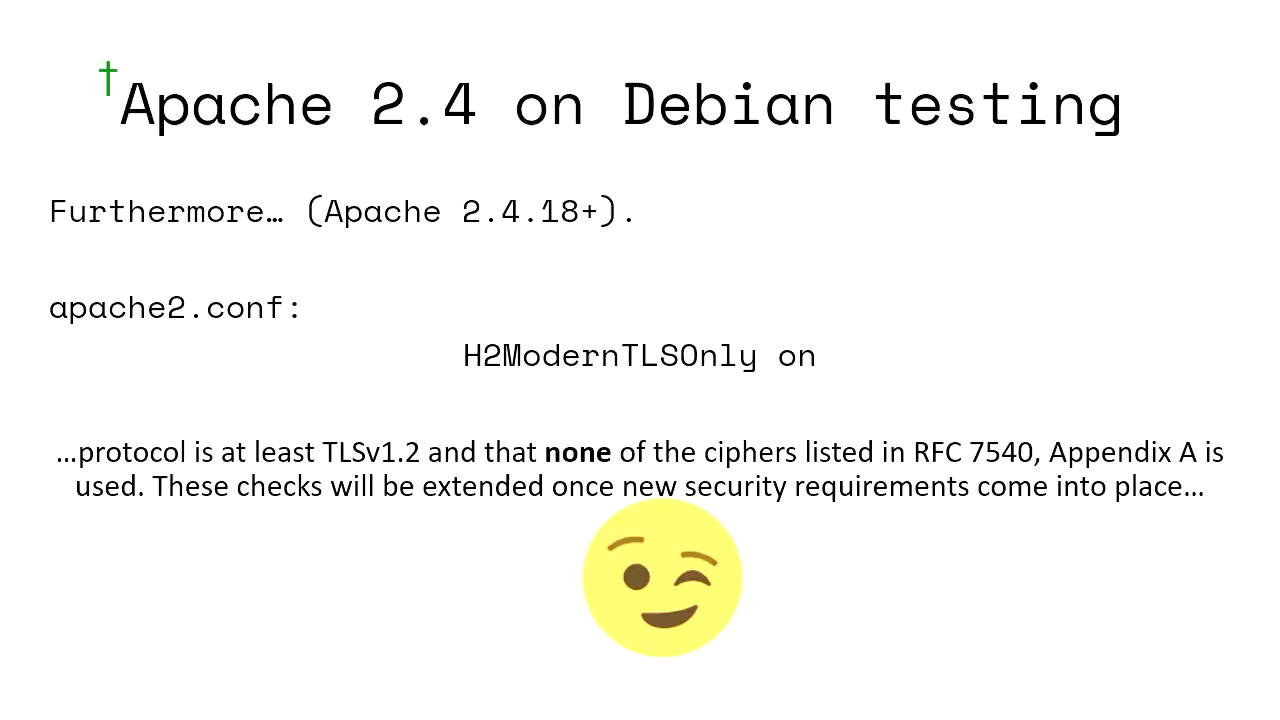 †Apache 2.4 on Debian testing
Furthermore… (Apache 2.4.18+).
apache2.conf:
H2ModernTLSOnly on
…protocol is at least TLSv1.2 and that none of the ciphers listed in RFC 7540, Appendix A is
used. These checks will be extended once new security requirements come into place…